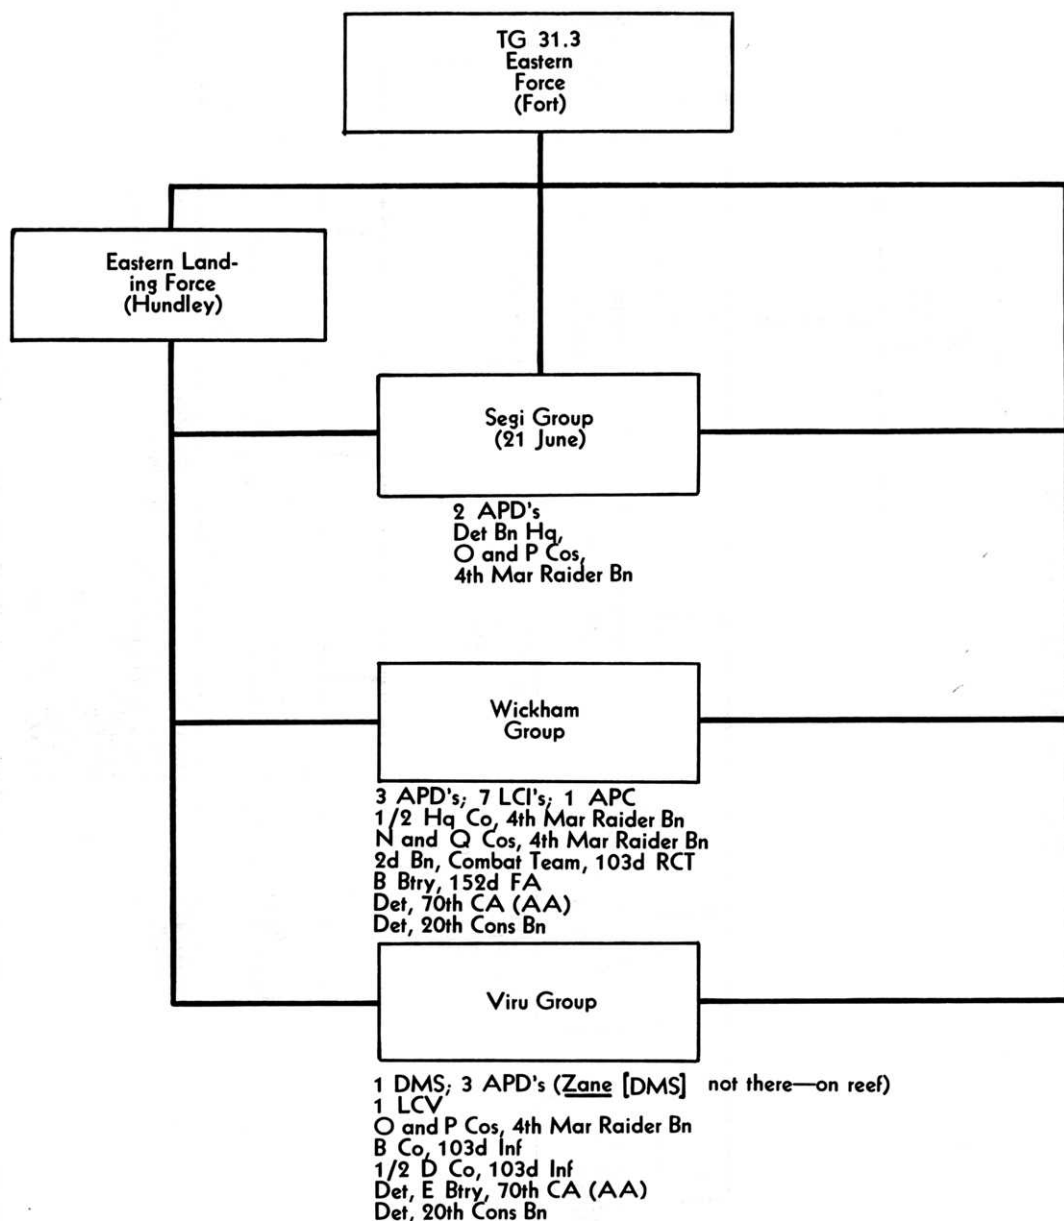 TG 31.3
Eastern
Force
(Fort)
Eastern Land-
ing Force
(Hundley)
Segi Group
(21 June)
2 APD's
Det Bn Hq,
O and P Cos,
4th Mar Raider Bn
Wickham
Group
3 APD's; 7 LCI's; 1 APC
1/2 Hq Co, 4th Mar Raider Bn
N and Q Cos, 4th Mar Raider Bn
2d Bn, Combat Team, 103d RCT
B Btry, 152d FA
Det, 70th CA (AA)
Det, 20th Cons Bn
Viru Group
1 DMS; 3 APD's (Zane [DMS] not there—on reef)
1 LCV
O and P Cos, 4th Mar Raider Bn
B Co, 103d Inf
1/2 D Co, 103d Inf
Det, E Btry, 70th CA (AA)
Det, 20th Cons Bn